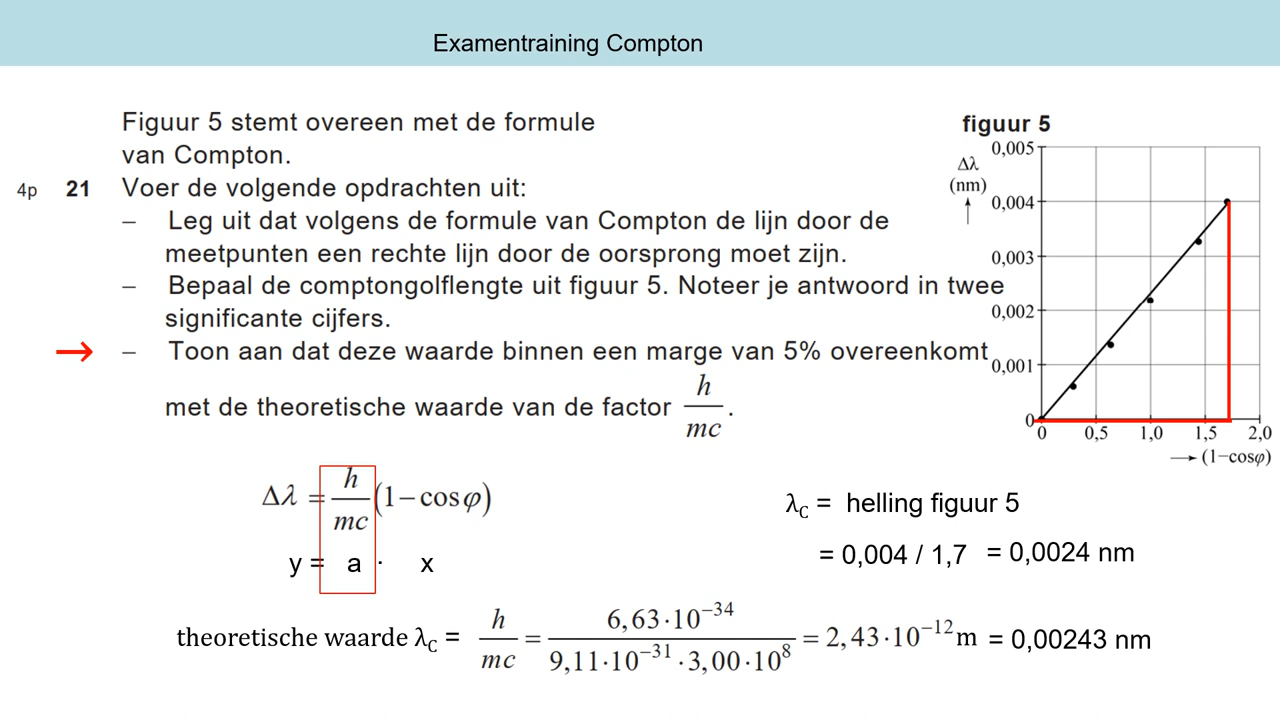 Examentraining Compton
Figuur 5 stemt overeen met de formule
van Compton.
4p 21 Voer de volgende opdrachten uit:
– Leg uit dat volgens de formule van Compton de lijn door de
meetpunten een rechte lijn door de oorsprong moet zijn.
– Bepaal de comptongolflengte uit figuur 5. Noteer je antwoord in twee
significante cijfers.
→ – Toon aan dat deze waarde binnen een marge van 5% overeenkomt
met de theoretische waarde van de factor h/mc.
figuur 5
Δλ
(nm)
0,005
0,004
0,003
0,002
0,001
0
0 0,5 1,0 1,5 2,0
→ (1−cosφ)
Δλ = h/mc (1−cosφ)
y = a · x
λC = helling figuur 5
= 0,004 / 1,7 = 0,0024 nm
theoretische waarde λC = h/mc = 6,63·10⁻³⁴ / 9,11·10⁻³¹·3,00·10⁸ = 2,43·10⁻¹² m = 0,00243 nm